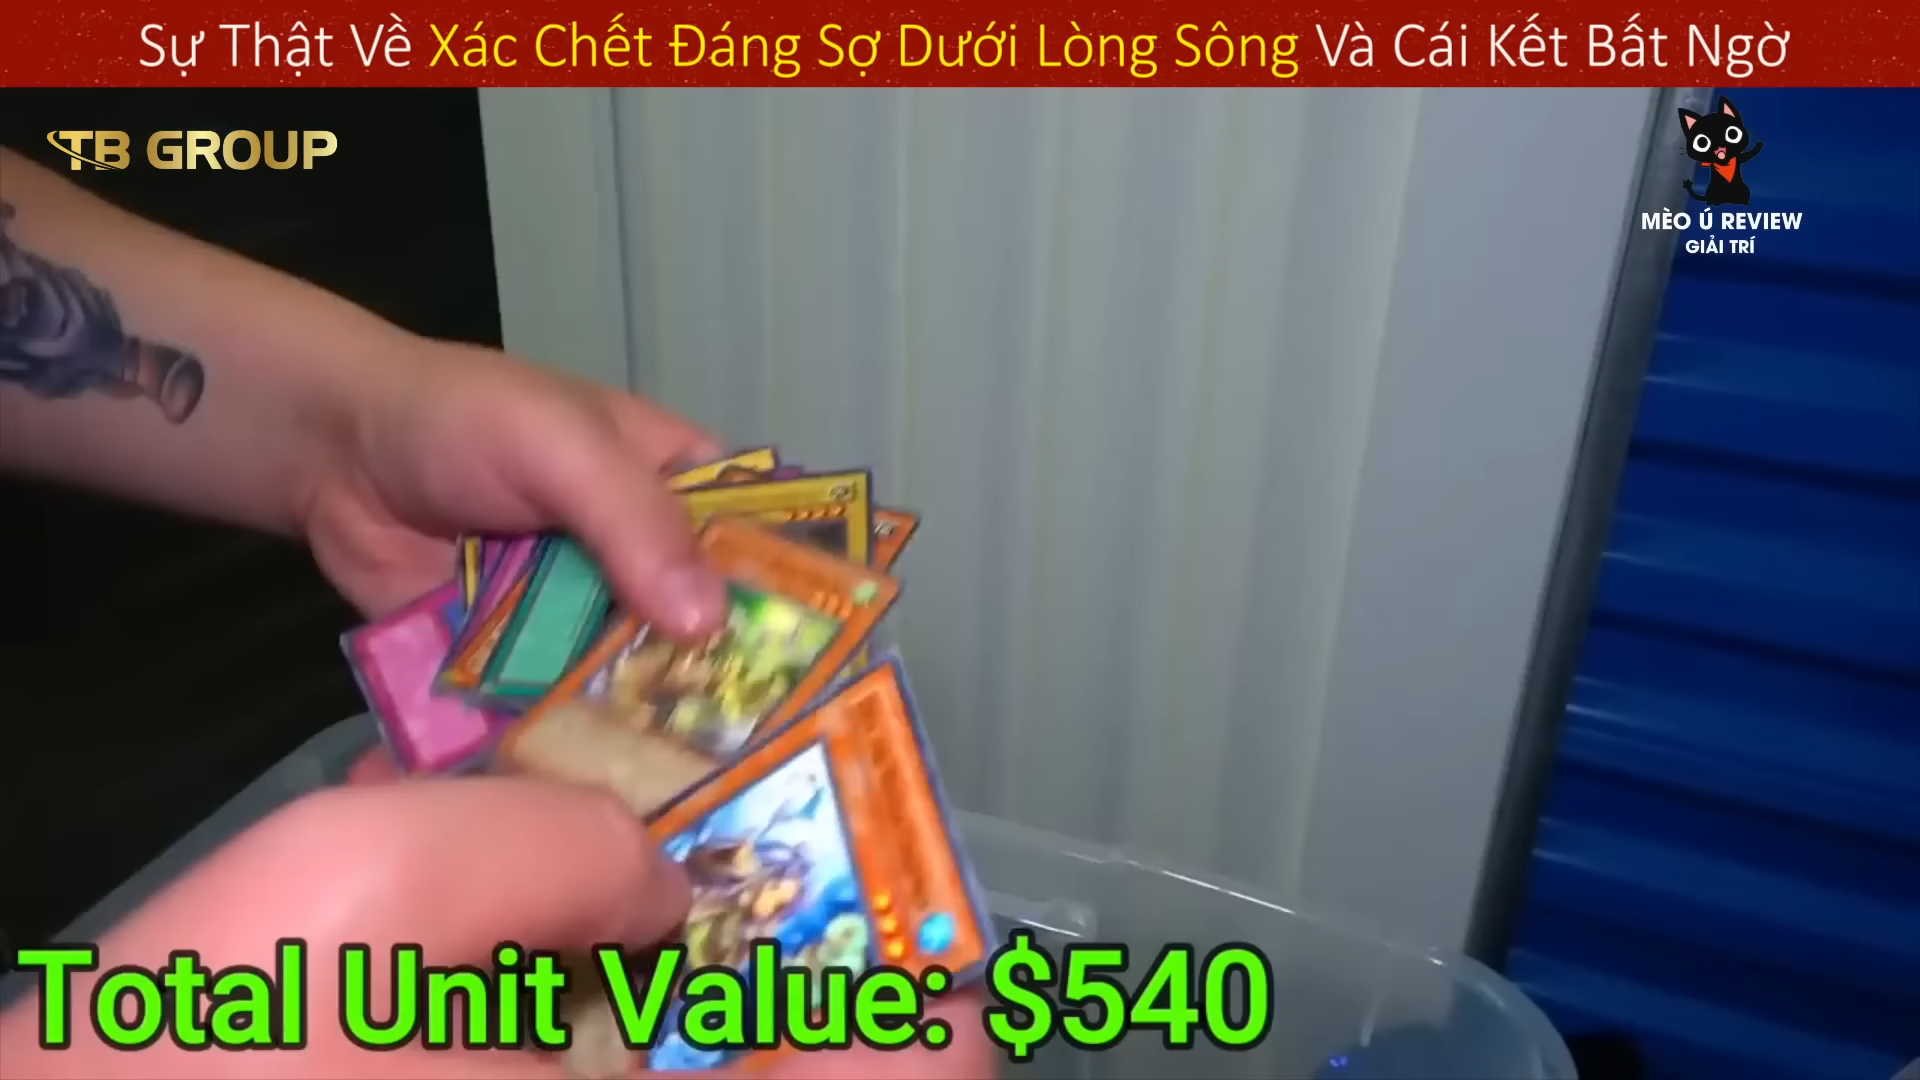 Sự Thật Về Xác Chết Đáng Sợ Dưới Lòng Sông Và Cái Kết Bất Ngờ
TB GROUP
MÈO Ú REVIEW
GIẢI TRÍ
Total Unit Value: $540